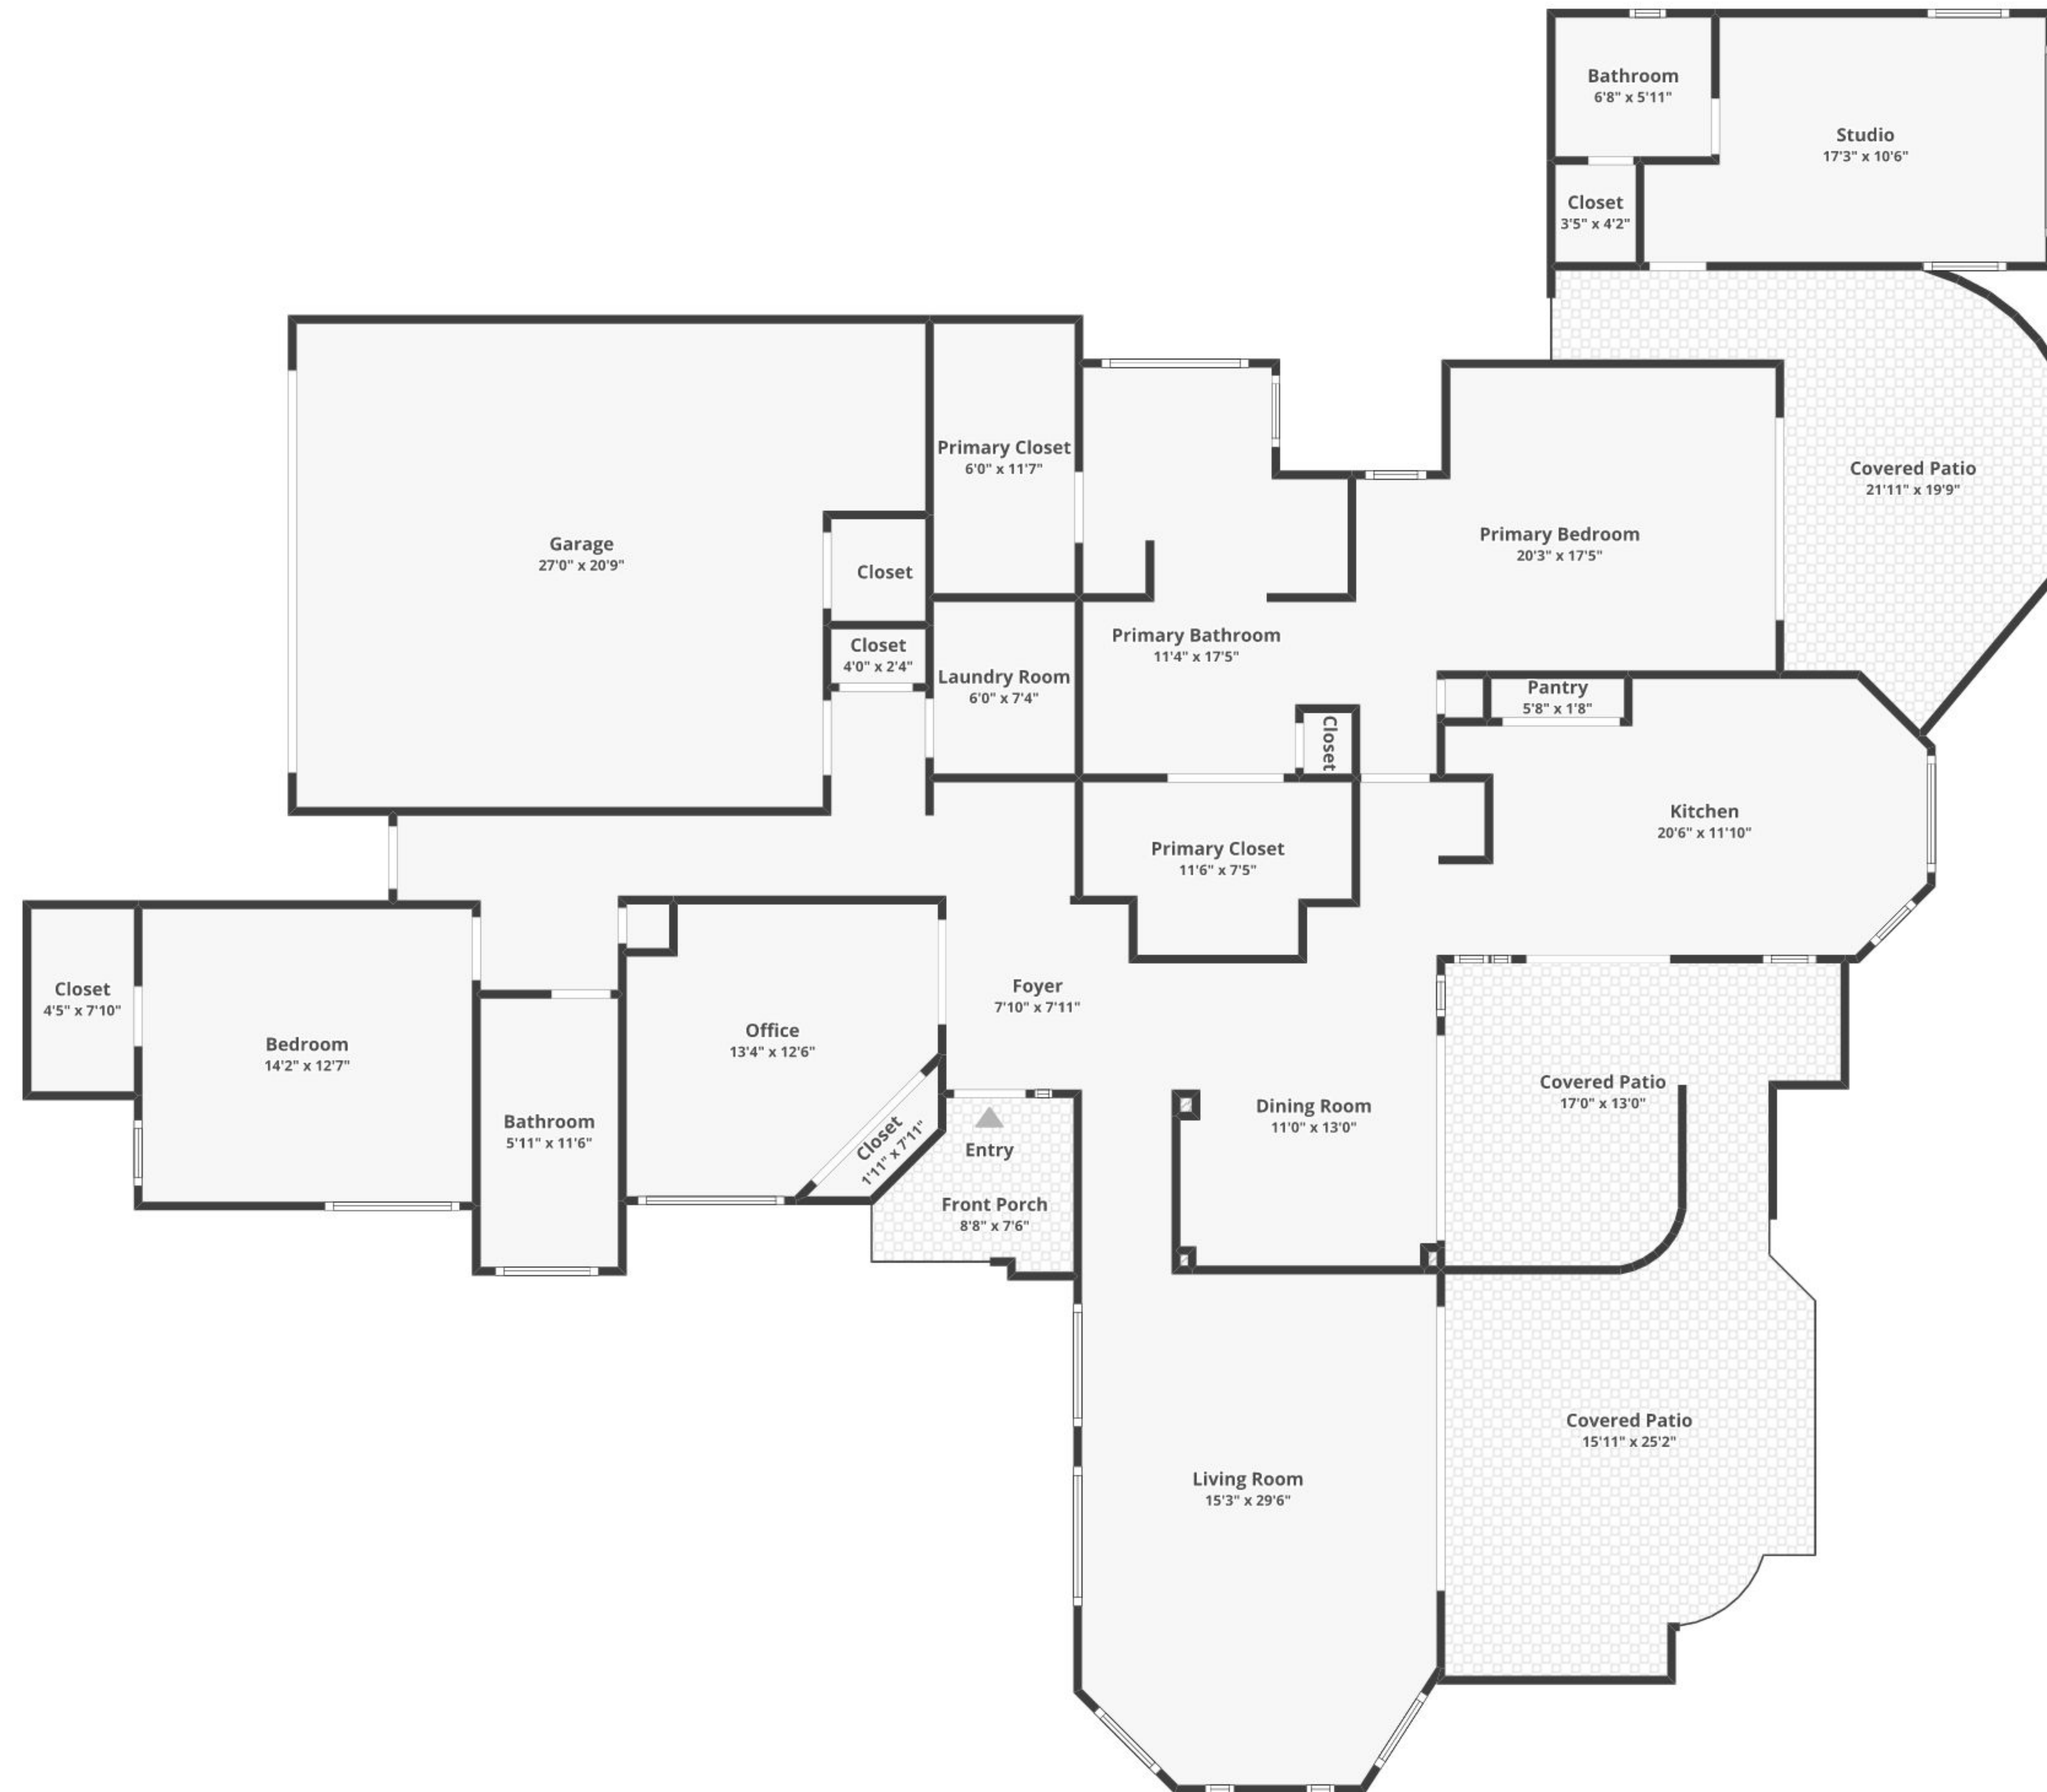 Bathroom
6'8" x 5'11"
Studio
17'3" x 10'6"
Closet
3'5" x 4'2"
Primary Closet
6'0" x 11'7"
Covered Patio
21'11" x 19'9"
Garage
27'0" x 20'9"
Primary Bedroom
20'3" x 17'5"
Closet
Closet
4'0" x 2'4"
Primary Bathroom
11'4" x 17'5"
Laundry Room
6'0" x 7'4"
Pantry
5'8" x 1'8"
Closet
Kitchen
20'6" x 11'10"
Primary Closet
11'6" x 7'5"
Closet
4'5" x 7'10"
Foyer
7'10" x 7'11"
Bedroom
14'2" x 12'7"
Office
13'4" x 12'6"
Covered Patio
17'0" x 13'0"
Dining Room
11'0" x 13'0"
Bathroom
5'11" x 11'6"
Closet
1'11" x 7'11"
Entry
Front Porch
8'8" x 7'6"
Covered Patio
15'11" x 25'2"
Living Room
15'3" x 29'6"